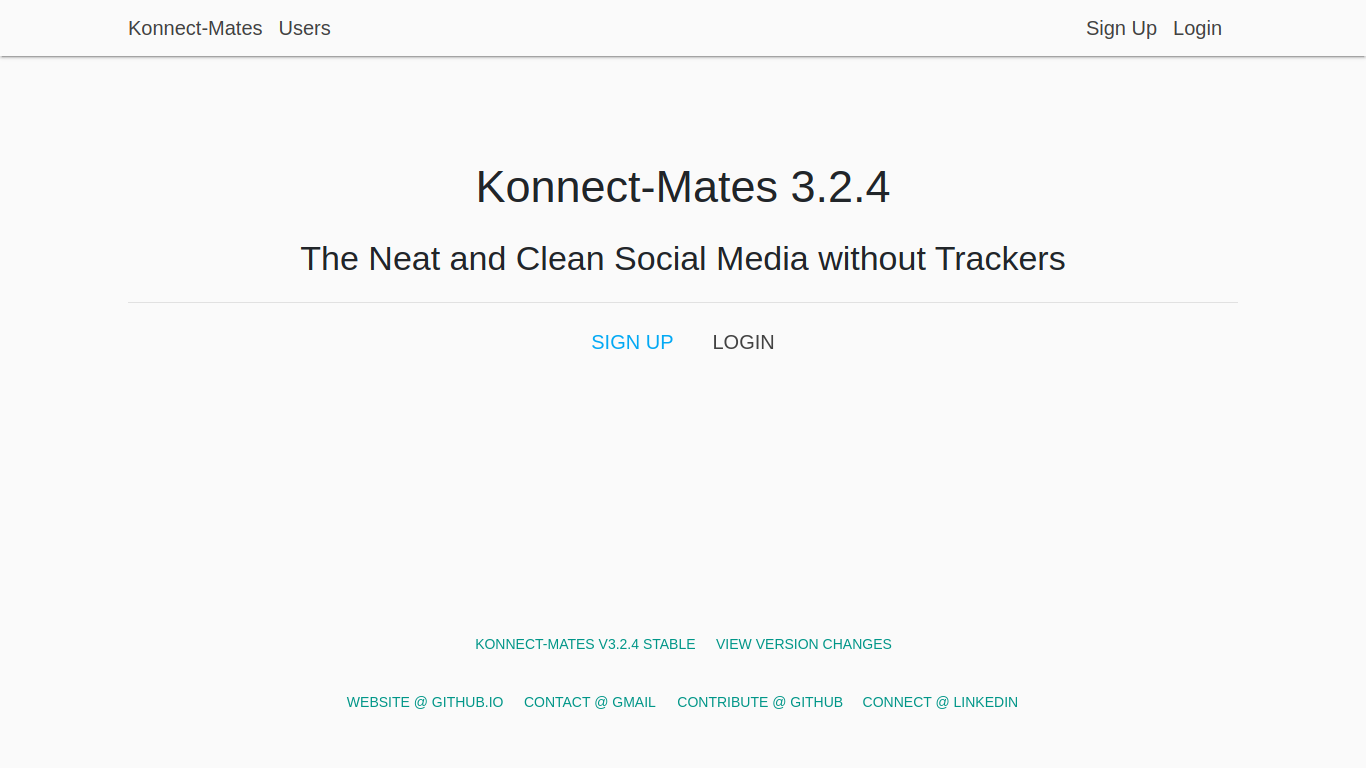 Konnect-Mates Users Sign Up Login
Konnect-Mates 3.2.4
The Neat and Clean Social Media without Trackers
SIGN UP LOGIN
KONNECT-MATES V3.2.4 STABLE VIEW VERSION CHANGES
WEBSITE @ GITHUB.IO CONTACT @ GMAIL CONTRIBUTE @ GITHUB CONNECT @ LINKEDIN